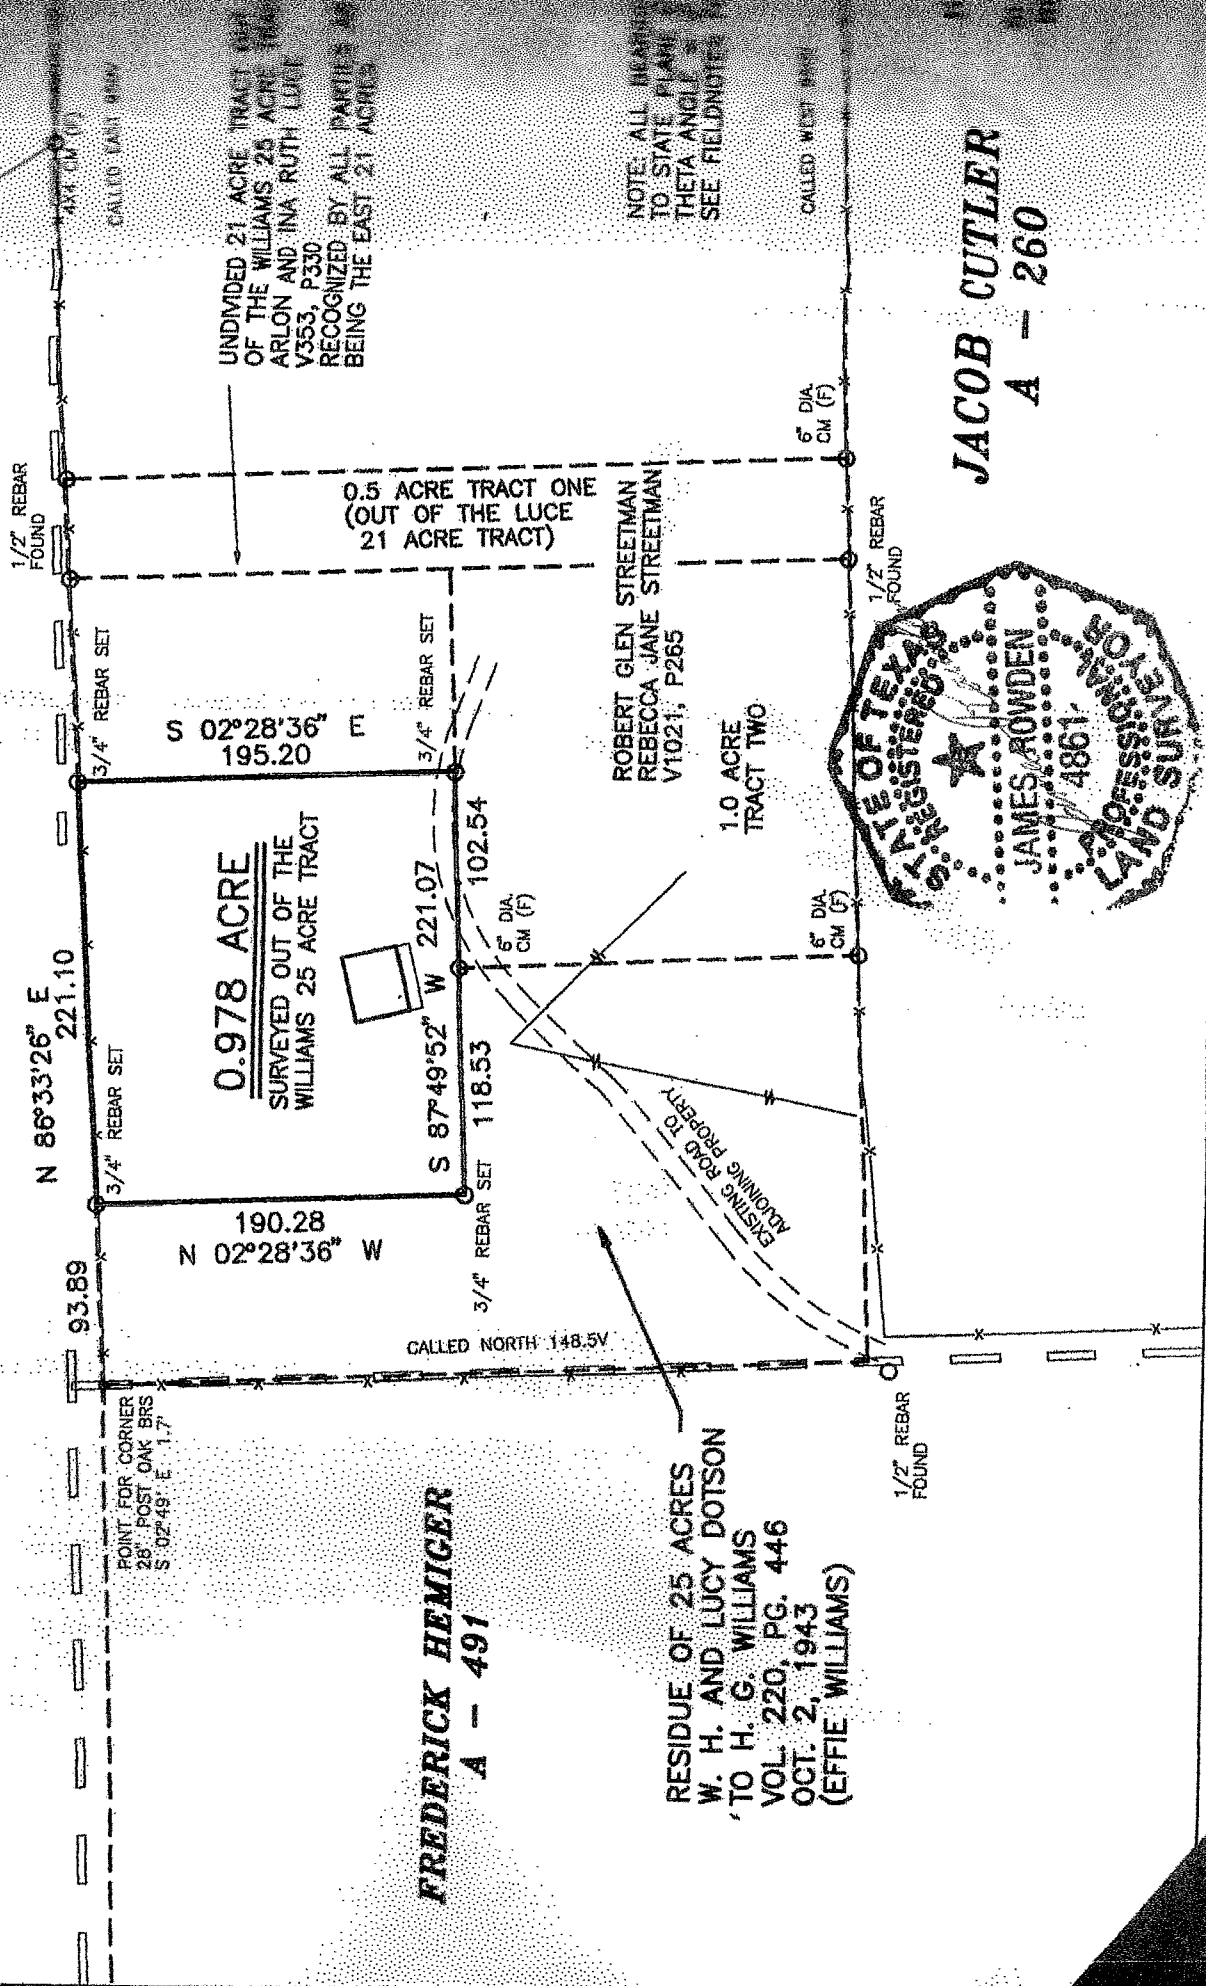 4X4 CM (F)
UNDIVIDED 21 ACRE TRACT
OF THE WILLIAMS 25 ACRE
ARLON AND INA RUTH LUCE
V353, P330
RECOGNIZED BY ALL PARTIES
BEING THE EAST 21 ACRES
NOTE: ALL
TO STATE PLANE
THETA ANGLE =
SEE FIELDNOTES
CALLED WEST
1/2" REBAR
FOUND
0.5 ACRE TRACT ONE
(OUT OF THE LUCE
21 ACRE TRACT)
6" DIA.
CM (F)
JACOB CUTLER
A - 260
1/2" REBAR
FOUND
3/4" REBAR SET
S 02°28'36" E
195.20
3/4" REBAR SET
ROBERT GLEN STREETMAN
REBECCA JANE STREETMAN
V1021, P265
1.0 ACRE
TRACT TWO
STATE OF TEXAS
REGISTERED
JAMES ROWDEN
4861
PROFESSIONAL
LAND SURVEYOR
N 86°33'26" E
221.10
0.978 ACRE
SURVEYED OUT OF THE
WILLIAMS 25 ACRE TRACT
S 87°49'52" W 221.07
102.54
118.53
6" DIA.
CM (F)
6" DIA.
CM (F)
3/4" REBAR SET
190.28
N 02°28'36" W
3/4" REBAR SET
EXISTING ROAD TO
ADJOINING PROPERTY
93.89
CALLED NORTH 148.5V
POINT FOR CORNER
28" POST OAK BRS
S 02°49' E 1.7'
1/2" REBAR
FOUND
FREDERICK HEMIGER
A - 491
RESIDUE OF 25 ACRES
W. H. AND LUCY DOTSON
TO H. G. WILLIAMS
VOL. 220, PG. 446
OCT. 2, 1943
(EFFIE WILLIAMS)